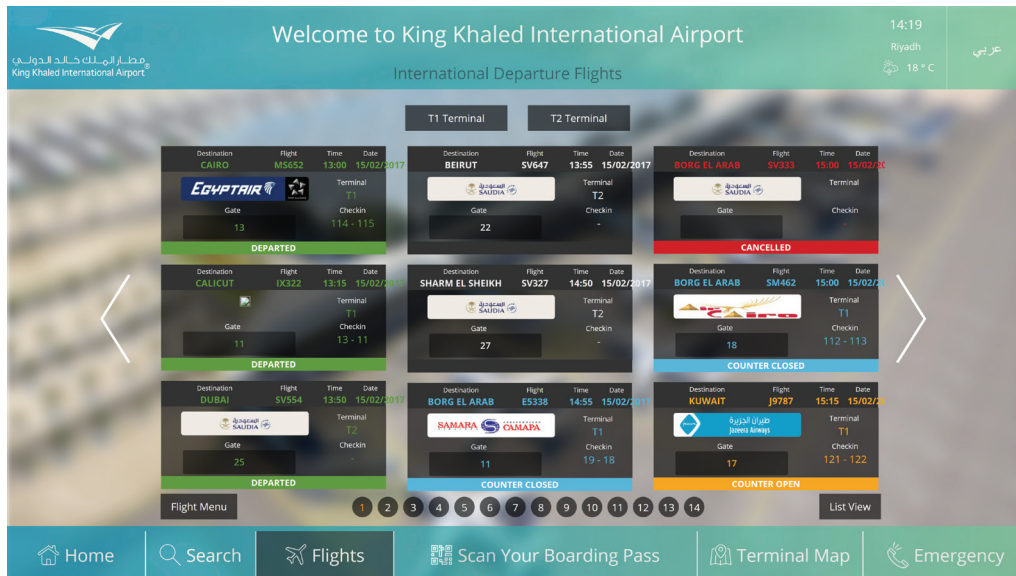 مطار الملك خالد الدولي
King Khaled International Airport
Welcome to King Khaled International Airport
International Departure Flights
14:19
Riyadh
18 ° C
عربي
T1 Terminal
T2 Terminal
Destination Flight Time Date
CAIRO MS652 13:00 15/02/2017
EGYPTAIR
Terminal
T1
Gate
13
Checkin
114 - 115
DEPARTED
Destination Flight Time Date
BEIRUT SV647 13:55 15/02/2017
السعودية
SAUDIA
Terminal
T2
Gate
22
Checkin
-
Destination Flight Time Date
BORG EL ARAB SV333 15:00 15/02/20
السعودية
SAUDIA
Terminal
Gate
Checkin
-
CANCELLED
Destination Flight Time Date
CALICUT IX322 13:15 15/02/2017
Terminal
T1
Gate
11
Checkin
13 - 11
DEPARTED
Destination Flight Time Date
SHARM EL SHEIKH SV327 14:50 15/02/2017
السعودية
SAUDIA
Terminal
T2
Gate
27
Checkin
-
Destination Flight Time Date
BORG EL ARAB SM462 15:00 15/02/2
Air Cairo
Terminal
T1
Gate
18
Checkin
112 - 113
COUNTER CLOSED
Destination Flight Time Date
DUBAI SV554 13:50 15/02/2017
السعودية
SAUDIA
Terminal
T2
Gate
25
Checkin
-
DEPARTED
Destination Flight Time Date
BORG EL ARAB E5338 14:55 15/02/2017
SAMARA САМАРА
Terminal
T1
Gate
11
Checkin
19 - 18
COUNTER CLOSED
Destination Flight Time Date
KUWAIT J9787 15:15 15/02/2
طيران الجزيرة
Jazeera Airways
Terminal
T1
Gate
17
Checkin
121 - 122
COUNTER OPEN
Flight Menu
1 2 3 4 5 6 7 8 9 10 11 12 13 14
List View
Home
Search
Flights
Scan Your Boarding Pass
Terminal Map
Emergency